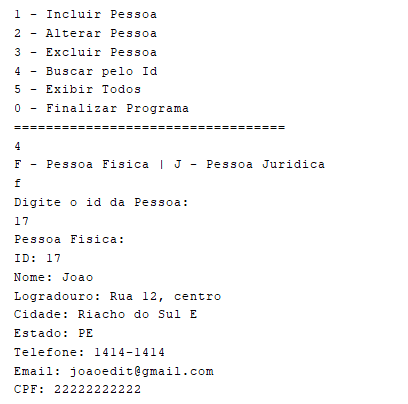 1 - Incluir Pessoa
2 - Alterar Pessoa
3 - Excluir Pessoa
4 - Buscar pelo Id
5 - Exibir Todos
0 - Finalizar Programa
==================================
4
F - Pessoa Fisica | J - Pessoa Juridica
f
Digite o id da Pessoa:
17
Pessoa Fisica:
ID: 17
Nome: Joao
Logradouro: Rua 12, centro
Cidade: Riacho do Sul E
Estado: PE
Telefone: 1414-1414
Email: joaoedit@gmail.com
CPF: 22222222222